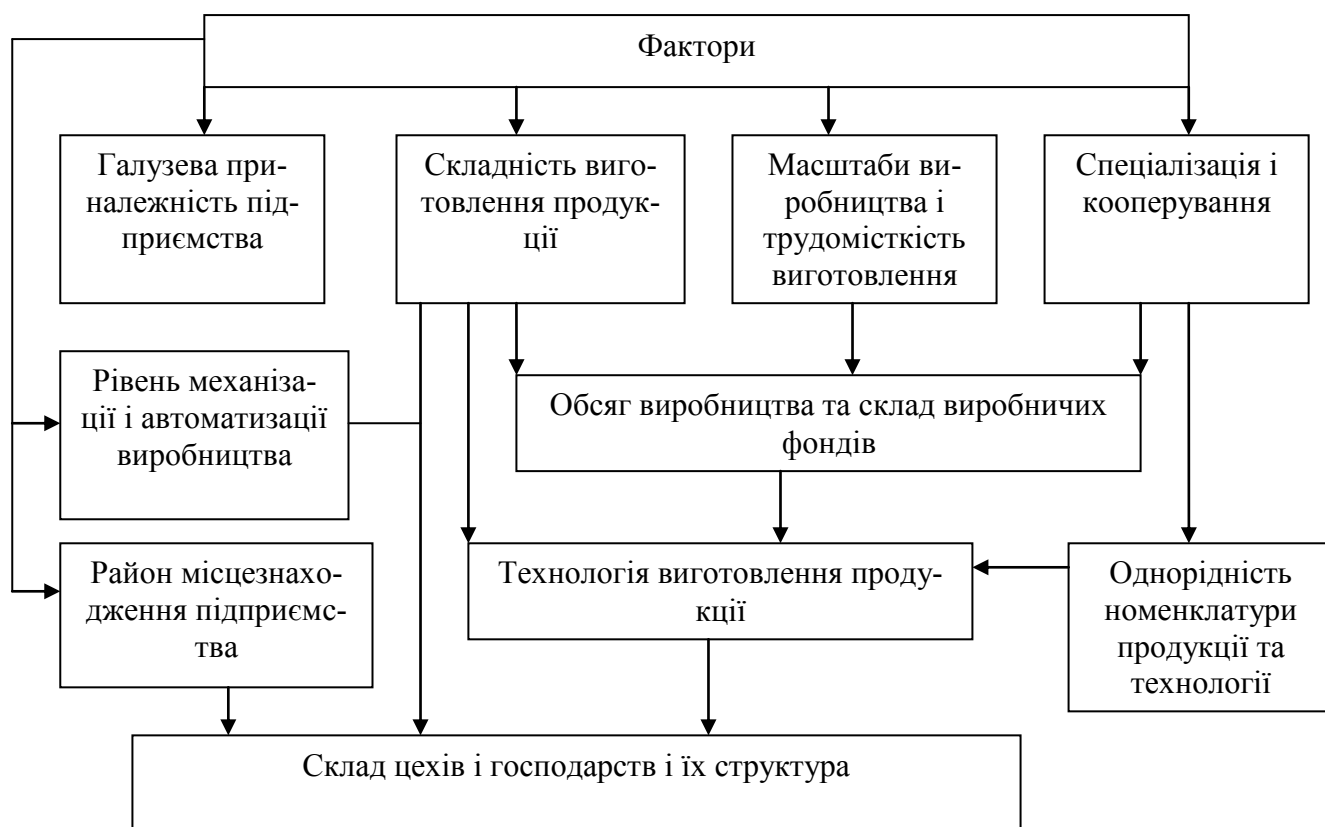 Фактори
Галузева при-
належність під-
приємства
Складність виго-
товлення продук-
ції
Масштаби ви-
робництва і
трудомісткість
виготовлення
Спеціалізація і
кооперування
Рівень механіза-
ції і автоматизації
виробництва
Обсяг виробництва та склад виробничих
фондів
Район місцезнахо-
дження підприємс-
тва
Технологія виготовлення проду-
кції
Однорідність
номенклатури
продукції та
технології
Склад цехів і господарств і їх структура